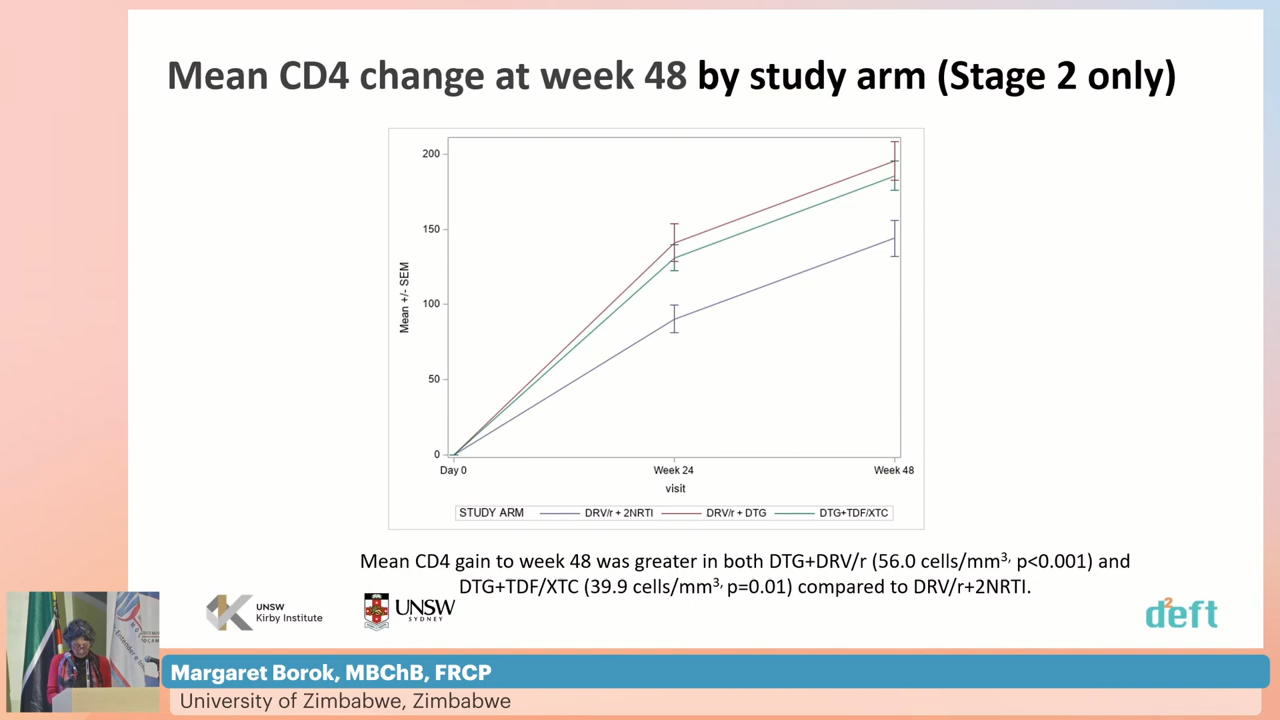 Mean CD4 change at week 48 by study arm (Stage 2 only)
200
150
100
50
0
Mean +/- SEM
Day 0
Week 24
Week 48
visit
STUDY ARM
DRV/r + 2NRTI
DRV/r + DTG
DTG+TDF/XTC
Mean CD4 gain to week 48 was greater in both DTG+DRV/r (56.0 cells/mm³, p<0.001) and
DTG+TDF/XTC (39.9 cells/mm³, p=0.01) compared to DRV/r+2NRTI.
UNSW
Kirby Institute
UNSW
SYDNEY
d²eft
Margaret Borok, MBChB, FRCP
University of Zimbabwe, Zimbabwe